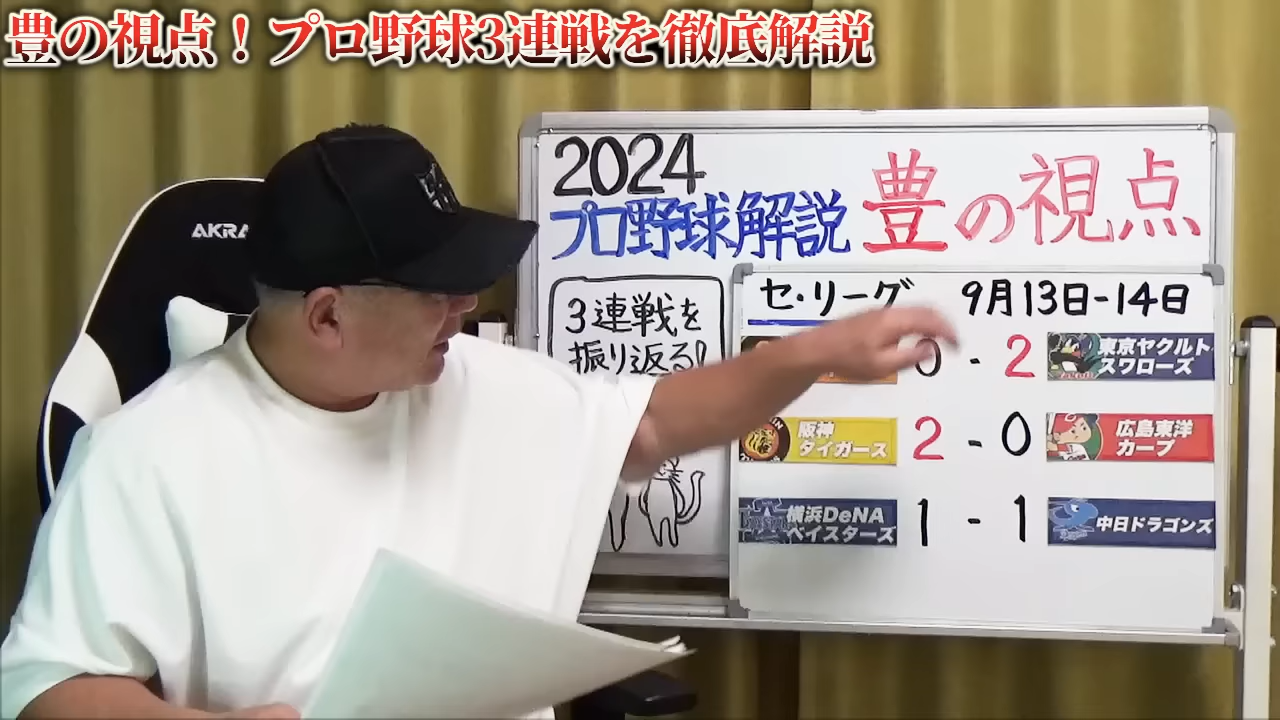 豊の視点！プロ野球3連戦を徹底解説
AKRA
2024
プロ野球解説 豊の視点
3連戦を
振り返る!
セ・リーグ 9月13日-14日
0 - 2 東京ヤクルト
スワローズ
阪神
タイガース 2 - 0 広島東洋
カープ
横浜DeNA
ベイスターズ 1 - 1 中日ドラゴンズ